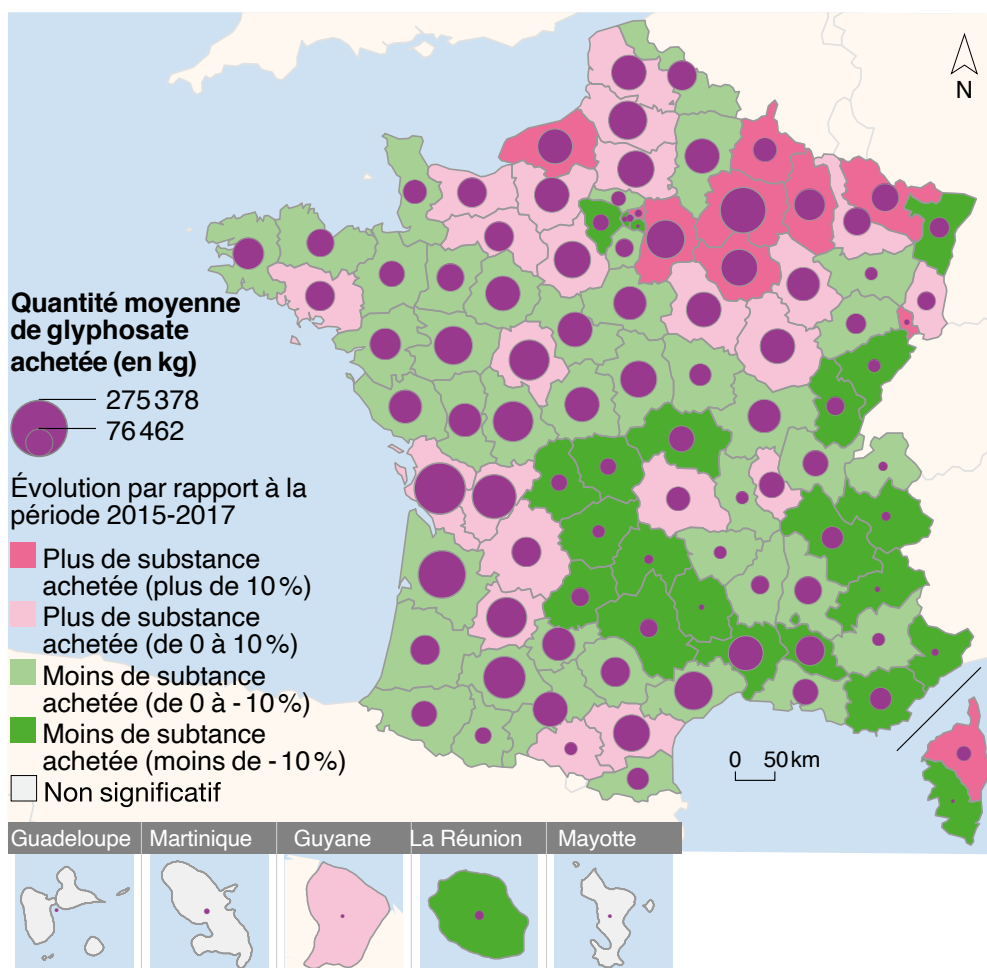 N
Quantité moyenne
de glyphosate
achetée (en kg)
275 378
76 462
Évolution par rapport à la
période 2015-2017
Plus de substance
achetée (plus de 10 %)
Plus de substance
achetée (de 0 à 10 %)
Moins de subtance
achetée (de 0 à - 10 %)
Moins de subtance
achetée (moins de - 10 %)
Non significatif
0 50 km
Guadeloupe Martinique Guyane La Réunion Mayotte